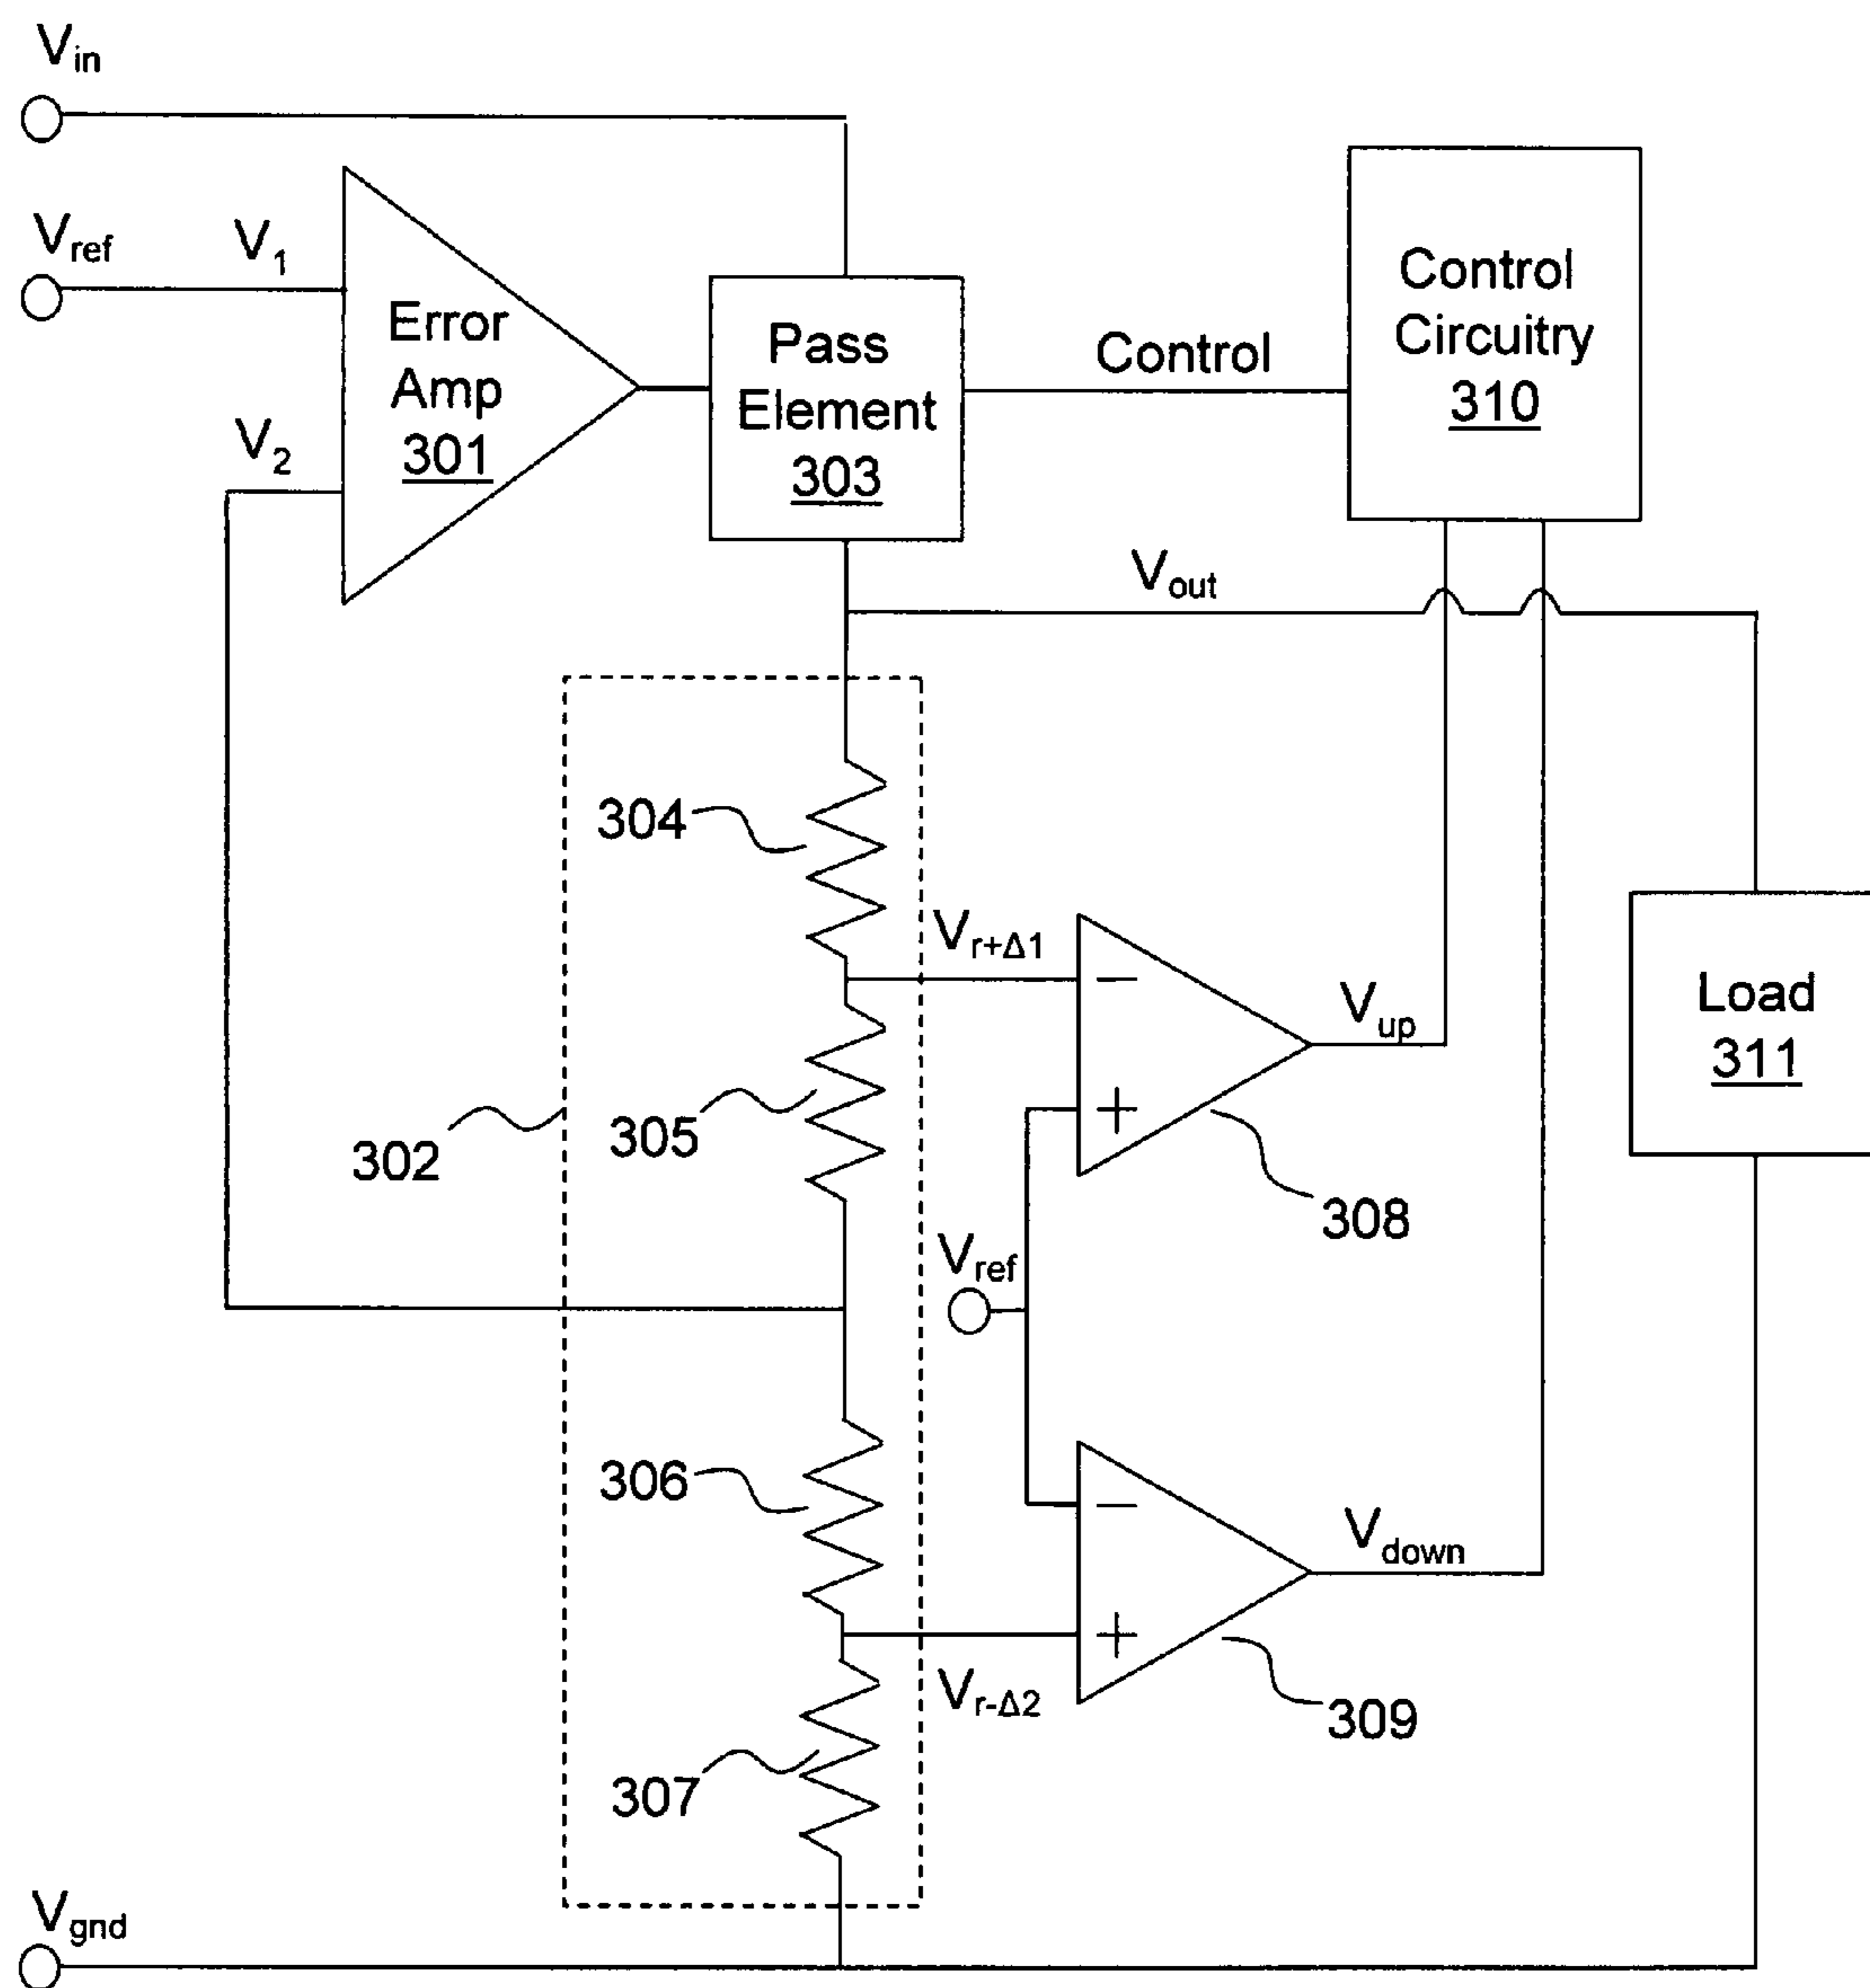 Vin
Vref
V1
Error
Amp
301
V2
Pass
Element
303
Control
Control
Circuitry
310
Vout
304
Vr+Δ1
−
Vup
Load
311
+
305
302
308
Vref
306
−
Vdown
+
Vr-Δ2
309
307
Vgnd